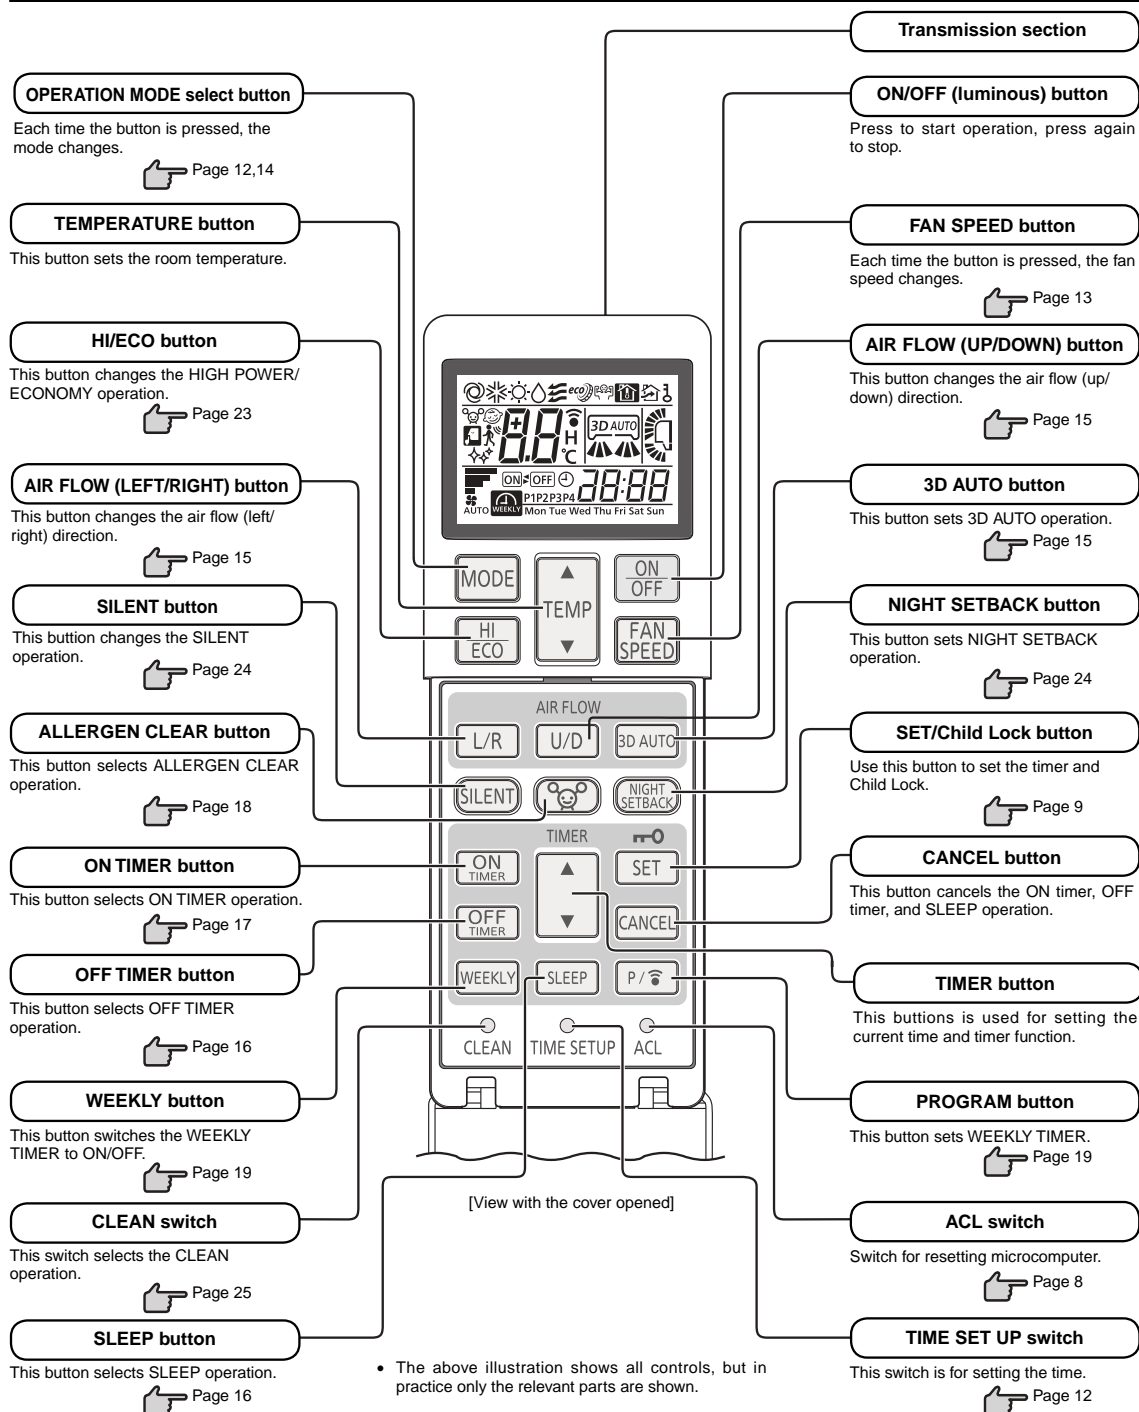 Transmission section
OPERATION MODE select button
Each time the button is pressed, the
mode changes.
Page 12,14
TEMPERATURE button
This button sets the room temperature.
HI/ECO button
This button changes the HIGH POWER/
ECONOMY operation.
Page 23
AIR FLOW (LEFT/RIGHT) button
This button changes the air flow (left/
right) direction.
Page 15
SILENT button
This buttion changes the SILENT
operation.
Page 24
ALLERGEN CLEAR button
This button selects ALLERGEN CLEAR
operation.
Page 18
ON TIMER button
This button selects ON TIMER operation.
Page 17
OFF TIMER button
This button selects OFF TIMER
operation.
Page 16
WEEKLY button
This button switches the WEEKLY
TIMER to ON/OFF.
Page 19
CLEAN switch
This switch selects the CLEAN
operation.
Page 25
SLEEP button
This button selects SLEEP operation.
Page 16
eco
3D AUTO
8.8
H
°C
ON OFF
88:88
P1P2P3P4
AUTO WEEKLY Mon Tue Wed Thu Fri Sat Sun
MODE
TEMP
ON
OFF
HI
ECO
FAN
SPEED
AIR FLOW
L/R U/D 3D AUTO
SILENT
NIGHT
SETBACK
TIMER
ON
TIMER
SET
OFF
TIMER
CANCEL
WEEKLY SLEEP P/
CLEAN TIME SETUP ACL
[View with the cover opened]
• The above illustration shows all controls, but in
practice only the relevant parts are shown.
ON/OFF (luminous) button
Press to start operation, press again
to stop.
FAN SPEED button
Each time the button is pressed, the fan
speed changes.
Page 13
AIR FLOW (UP/DOWN) button
This button changes the air flow (up/
down) direction.
Page 15
3D AUTO button
This button sets 3D AUTO operation.
Page 15
NIGHT SETBACK button
This button sets NIGHT SETBACK
operation.
Page 24
SET/Child Lock button
Use this button to set the timer and
Child Lock.
Page 9
CANCEL button
This button cancels the ON timer, OFF
timer, and SLEEP operation.
TIMER button
This buttions is used for setting the
current time and timer function.
PROGRAM button
This button sets WEEKLY TIMER.
Page 19
ACL switch
Switch for resetting microcomputer.
Page 8
TIME SET UP switch
This switch is for setting the time.
Page 12